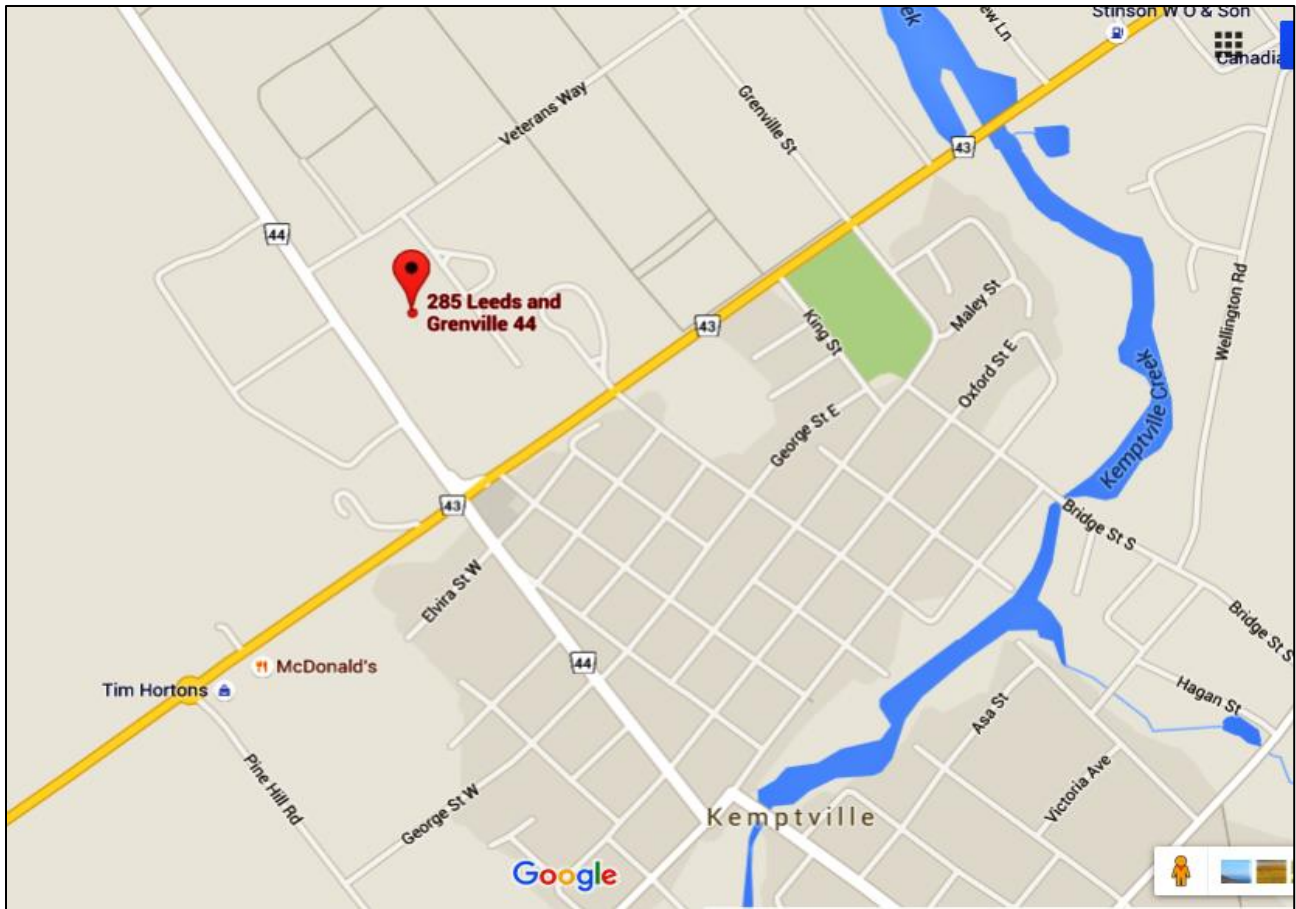 Stinson W O & Son
Canadia
Veterans Way
Grenville St
43
44
285 Leeds and
Grenville 44
43
King St
Maley St
Oxford St E
George St E
Wellington Rd
Kemptville Creek
43
Bridge St S
Elvira St W
44
Bridge St S
McDonald's
Tim Hortons
Hagan St
Asa St
Pine Hill Rd
George St W
Victoria Ave
Kemptville
Google